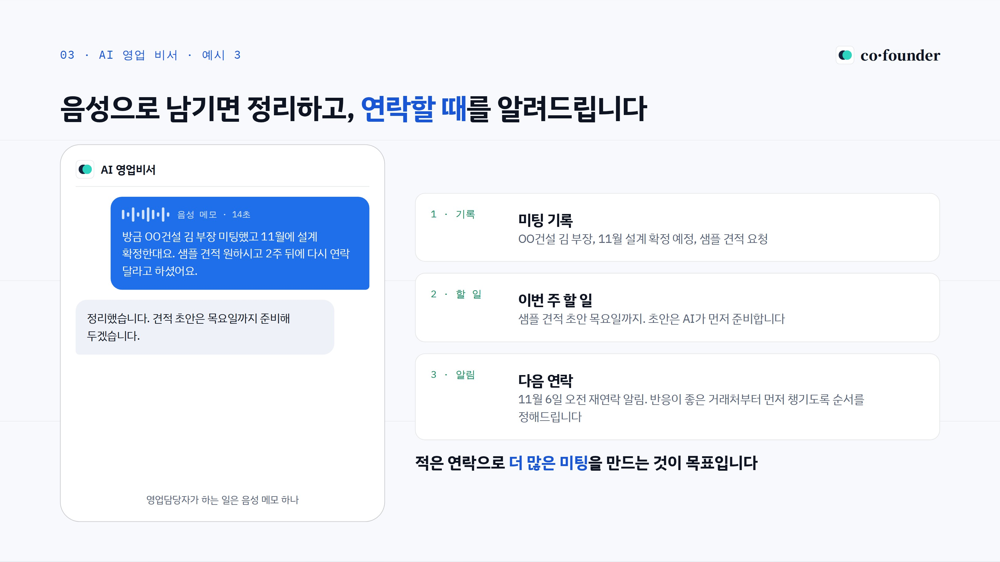 03 · AI 영업 비서 · 예시 3
co·founder
음성으로 남기면 정리하고, 연락할 때를 알려드립니다
AI 영업비서
음성 메모 · 14초
방금 OO건설 김 부장 미팅했고 11월에 설계
확정한대요. 샘플 견적 원하시고 2주 뒤에 다시 연락
달라고 하셨어요.
정리했습니다. 견적 초안은 목요일까지 준비해
두겠습니다.
영업담당자가 하는 일은 음성 메모 하나
1 · 기록
미팅 기록
OO건설 김 부장, 11월 설계 확정 예정, 샘플 견적 요청
2 · 할 일
이번 주 할 일
샘플 견적 초안 목요일까지. 초안은 AI가 먼저 준비합니다
3 · 알림
다음 연락
11월 6일 오전 재연락 알림. 반응이 좋은 거래처부터 먼저 챙기도록 순서를
정해드립니다
적은 연락으로 더 많은 미팅을 만드는 것이 목표입니다